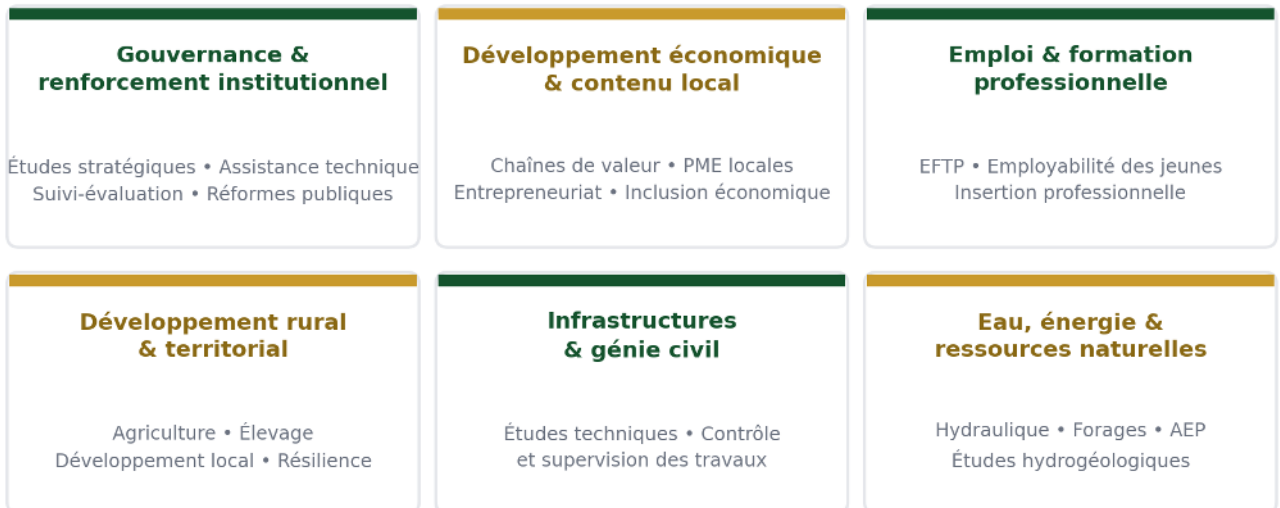 Gouvernance &
renforcement institutionnel
Études stratégiques • Assistance technique
Suivi-évaluation • Réformes publiques
Développement économique
& contenu local
Chaînes de valeur • PME locales
Entrepreneuriat • Inclusion économique
Emploi & formation
professionnelle
EFTP • Employabilité des jeunes
Insertion professionnelle
Développement rural
& territorial
Agriculture • Élevage
Développement local • Résilience
Infrastructures
& génie civil
Études techniques • Contrôle
et supervision des travaux
Eau, énergie &
ressources naturelles
Hydraulique • Forages • AEP
Études hydrogéologiques